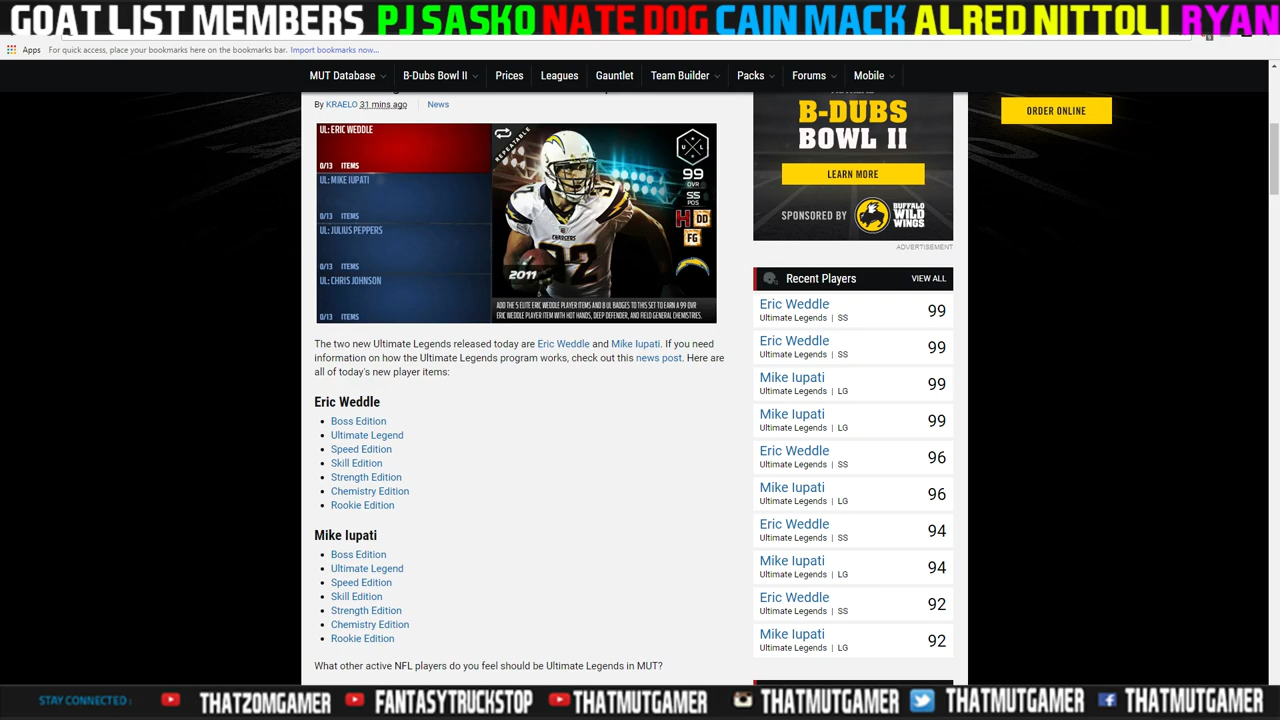 GOAT LIST MEMBERS PJ SASKO NATE DOG CAIN MACK ALRED NITTOLI RYAN
Apps For quick access, place your bookmarks here on the bookmarks bar. Import bookmarks now...
MUT Database B-Dubs Bowl II Prices Leagues Gauntlet Team Builder Packs Forums Mobile
By KRAELO 31 mins ago News
UL: ERIC WEDDLE
0/13 ITEMS
UL: MIKE IUPATI
0/13 ITEMS
UL: JULIUS PEPPERS
0/13 ITEMS
UL: CHRIS JOHNSON
0/13 ITEMS
REPEATABLE
UL
99
OVR
SS
POS
H DD
FG
CHARGERS
32
2011
ADD THE 5 ELITE ERIC WEDDLE PLAYER ITEMS AND 8 UL BADGES TO THIS SET TO EARN A 99 OVR
ERIC WEDDLE PLAYER ITEM WITH HOT HANDS, DEEP DEFENDER, AND FIELD GENERAL CHEMISTRIES.
The two new Ultimate Legends released today are Eric Weddle and Mike Iupati. If you need
information on how the Ultimate Legends program works, check out this news post. Here are
all of today's new player items:
Eric Weddle
Boss Edition
Ultimate Legend
Speed Edition
Skill Edition
Strength Edition
Chemistry Edition
Rookie Edition
Mike Iupati
Boss Edition
Ultimate Legend
Speed Edition
Skill Edition
Strength Edition
Chemistry Edition
Rookie Edition
What other active NFL players do you feel should be Ultimate Legends in MUT?
B-DUBS
BOWL II
LEARN MORE
SPONSORED BY BUFFALO WILD WINGS
ADVERTISEMENT
ORDER ONLINE
Recent Players VIEW ALL
Eric Weddle
Ultimate Legends | SS 99
Eric Weddle
Ultimate Legends | SS 99
Mike Iupati
Ultimate Legends | LG 99
Mike Iupati
Ultimate Legends | LG 99
Eric Weddle
Ultimate Legends | SS 96
Mike Iupati
Ultimate Legends | LG 96
Eric Weddle
Ultimate Legends | SS 94
Mike Iupati
Ultimate Legends | LG 94
Eric Weddle
Ultimate Legends | SS 92
Mike Iupati
Ultimate Legends | LG 92
STAY CONNECTED : THATZOMGAMER FANTASYTRUCKSTOP THATMUTGAMER THATMUTGAMER THATMUTGAMER THATMUTGAMER